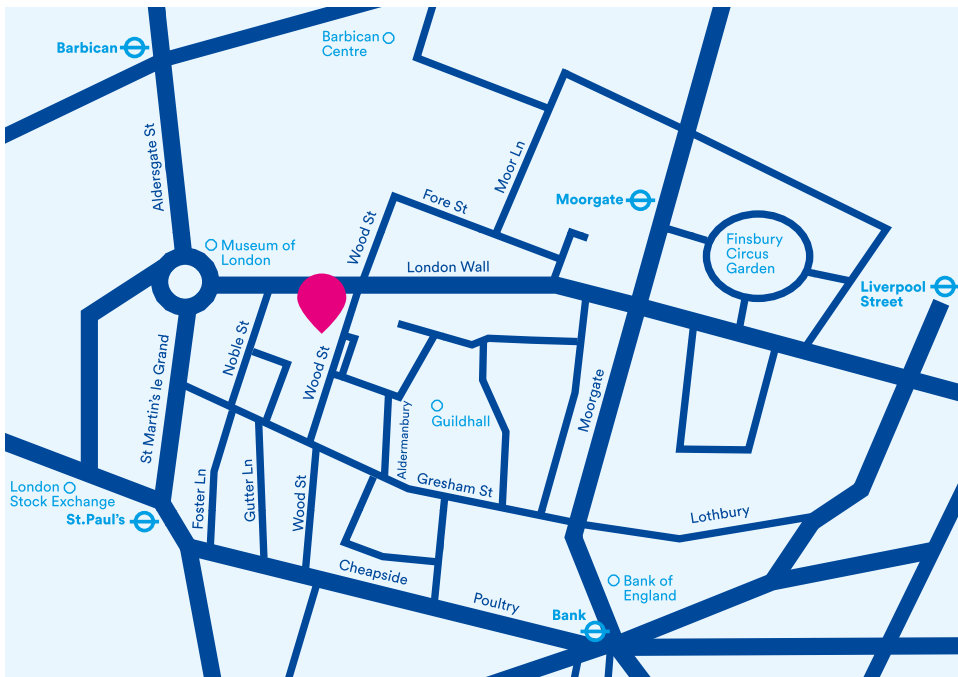 Barbican
Barbican
Centre
Aldersgate St
Moor Ln
Moorgate
Fore St
Wood St
Museum of
London
London Wall
Finsbury
Circus
Garden
Liverpool
Street
Noble St
Wood St
St Martin's le Grand
Moorgate
Aldermanbury
Guildhall
London
Stock Exchange
St.Paul's
Foster Ln
Gutter Ln
Wood St
Gresham St
Lothbury
Cheapside
Poultry
Bank of
England
Bank